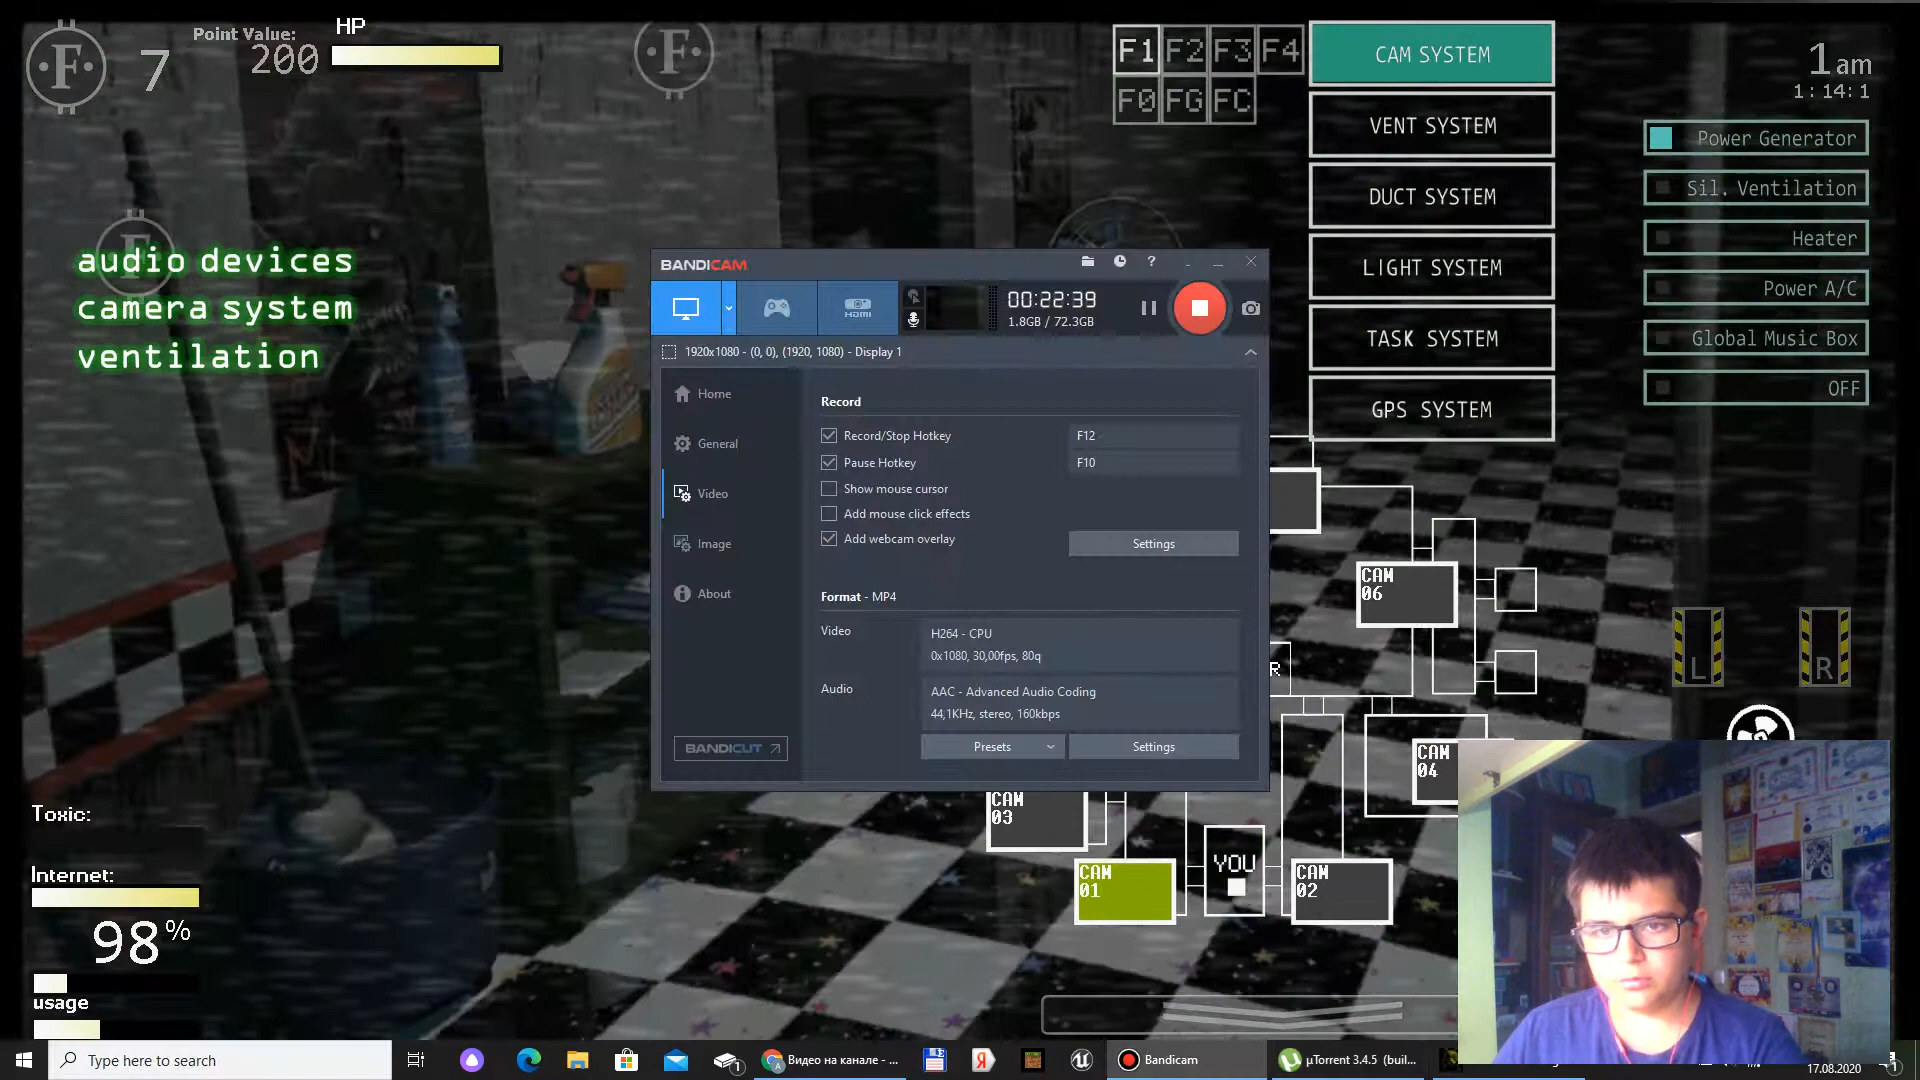 F
7
Point Value:
200
HP
F
F1 F2 F3 F4
F0 FG FC
CAM SYSTEM
VENT SYSTEM
DUCT SYSTEM
LIGHT SYSTEM
TASK SYSTEM
GPS SYSTEM
1am
1:14:1
Power Generator
Sil. Ventilation
Heater
Power A/C
Global Music Box
OFF
audio devices
camera system
ventilation
BANDICAM
?
HDMI
00:22:39
1.8GB / 72.3GB
1920x1080 - (0, 0), (1920, 1080) - Display 1
Home
General
Video
Image
About
BANDICUT
Record
Record/Stop Hotkey F12
Pause Hotkey F10
Show mouse cursor
Add mouse click effects
Add webcam overlay
Settings
Format - MP4
Video
H264 - CPU
0x1080, 30,00fps, 80q
Audio
AAC - Advanced Audio Coding
44,1KHz, stereo, 160kbps
Presets
Settings
CAM
06
R
CAM
04
CAM
03
CAM
01
YOU
CAM
02
L
R
Toxic:
Internet:
98%
usage
Type here to search
1
Видео на канале - ...
Я
Bandicam
µTorrent 3.4.5 (buil...
17.08.2020
1